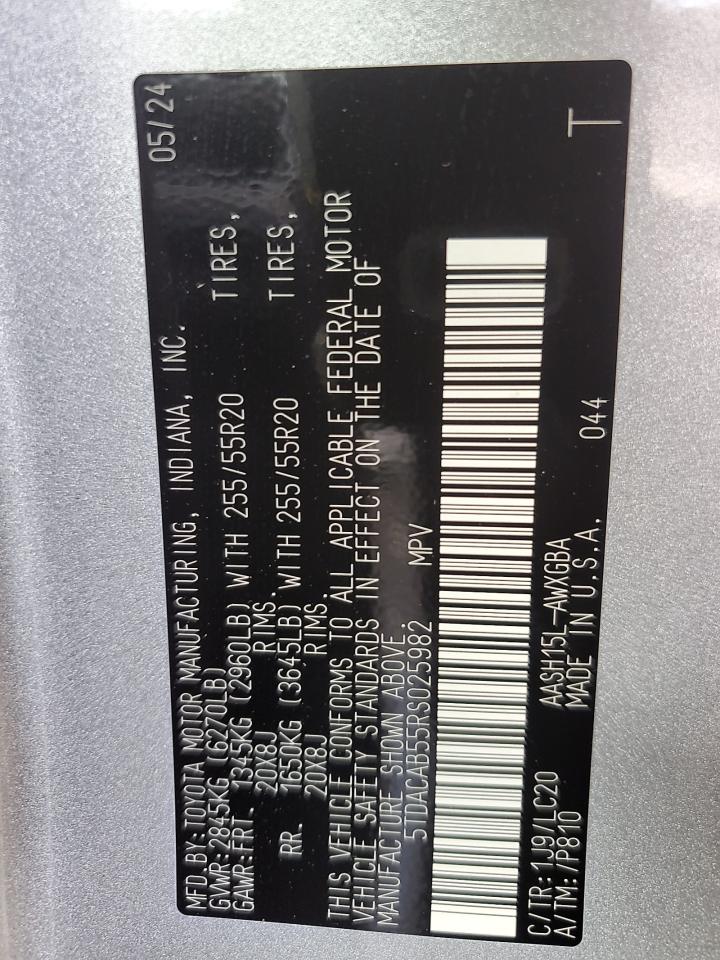 MFD BY:TOYOTA MOTOR MANUFACTURING, INDIANA, INC. 05/24
GVWR:2845KG (6270LB)
GAWR:FRT. 1345KG (2960LB) WITH 255/55R20 TIRES,
20X8J RIMS.
RR. 1650KG (3645LB) WITH 255/55R20 TIRES,
20X8J RIMS
THIS VEHICLE CONFORMS TO ALL APPLICABLE FEDERAL MOTOR
VEHICLE SAFETY STANDARDS IN EFFECT ON THE DATE OF
MANUFACTURE SHOWN ABOVE.
5TDACAB55RS025982 MPV
C/TR:1J9/LC20 AASH15L-AWXGBA
A/TM:/P810 MADE IN U.S.A. 044 T